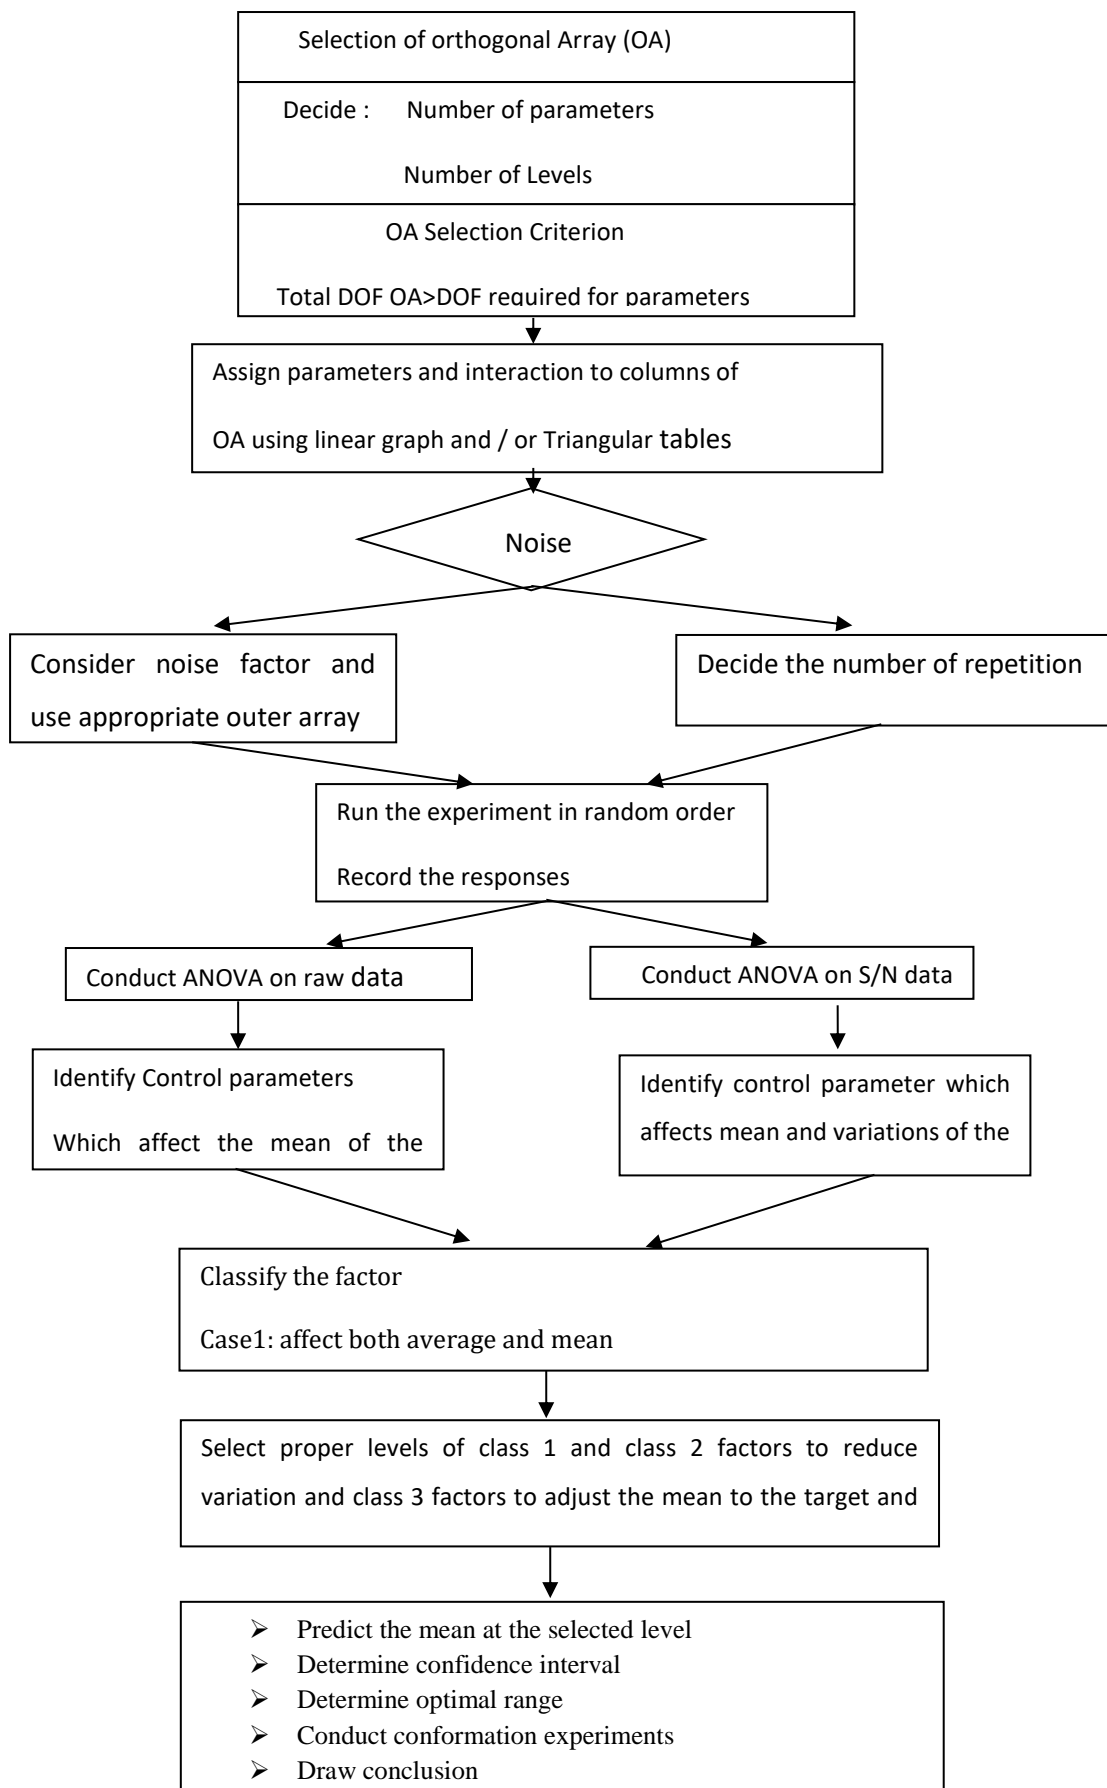 Selection of orthogonal Array (OA)
Decide : Number of parameters
Number of Levels
OA Selection Criterion
Total DOF OA>DOF required for parameters
Assign parameters and interaction to columns of
OA using linear graph and / or Triangular tables
Noise
Consider noise factor and
use appropriate outer array
Decide the number of repetition
Run the experiment in random order
Record the responses
Conduct ANOVA on raw data
Conduct ANOVA on S/N data
Identify Control parameters
Which affect the mean of the
Identify control parameter which
affects mean and variations of the
Classify the factor
Case1: affect both average and mean
Select proper levels of class 1 and class 2 factors to reduce
variation and class 3 factors to adjust the mean to the target and
➢ Predict the mean at the selected level
➢ Determine confidence interval
➢ Determine optimal range
➢ Conduct conformation experiments
➢ Draw conclusion